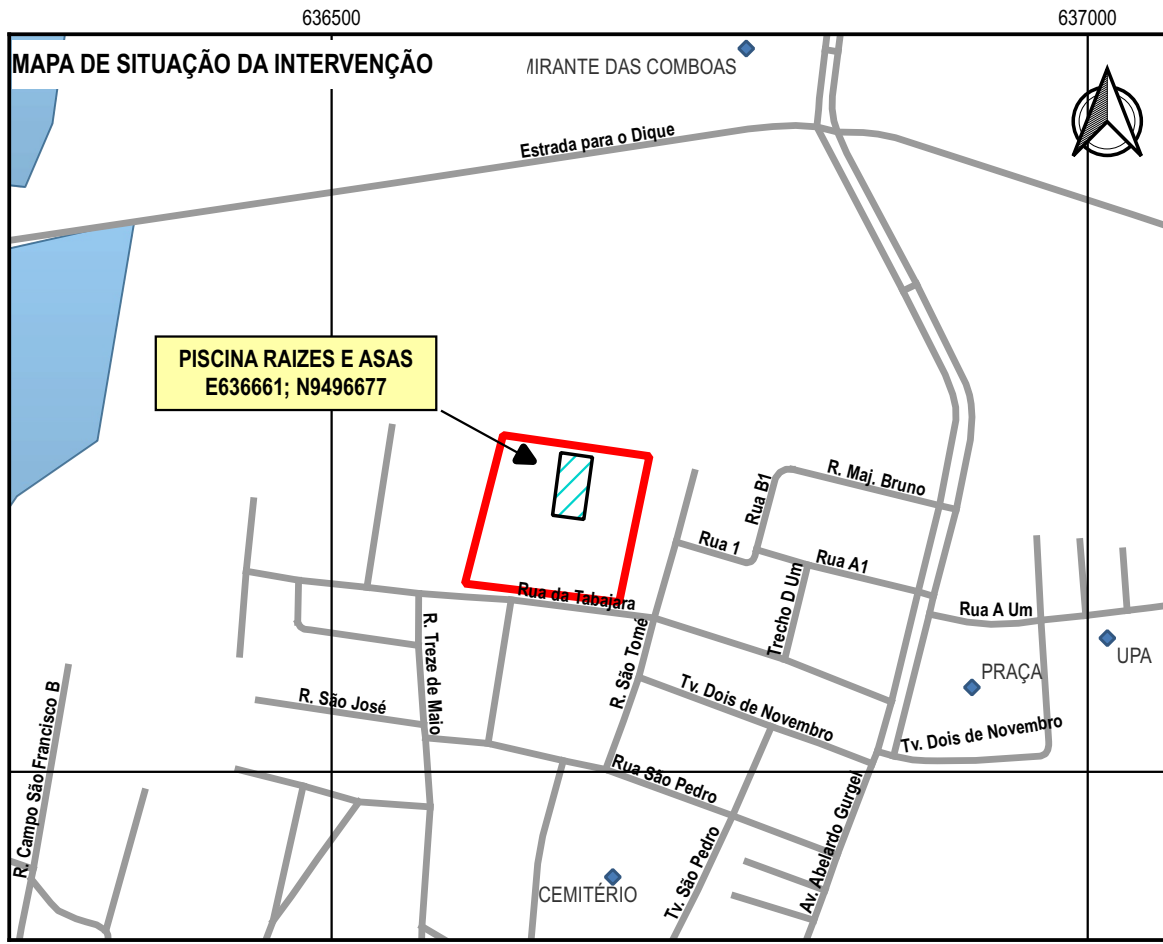 636500
637000
MAPA DE SITUAÇÃO DA INTERVENÇÃO
MIRANTE DAS COMBOAS
Estrada para o Dique
PISCINA RAIZES E ASAS
E636661; N9496677
R. Maj. Bruno
Rua B1
Rua 1
Rua A1
Rua da Tabajara
Trecho D Um
Rua A Um
R. Treze de Maio
R. São Tomé
UPA
PRAÇA
R. São José
Tv. Dois de Novembro
Tv. Dois de Novembro
R. Campo São Francisco B
Rua São Pedro
Av. Abelardo Gurgel
Tv. São Pedro
CEMITÉRIO